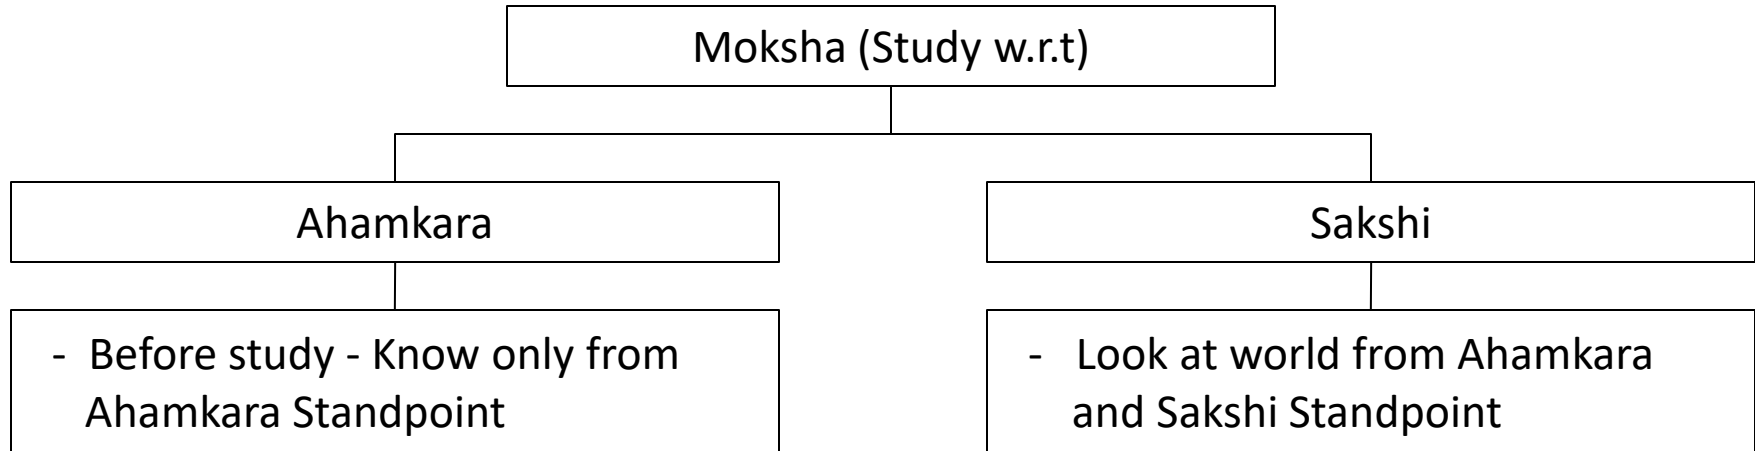 Moksha (Study w.r.t)
Ahamkara
Sakshi
- Before study - Know only from
Ahamkara Standpoint
- Look at world from Ahamkara
and Sakshi Standpoint